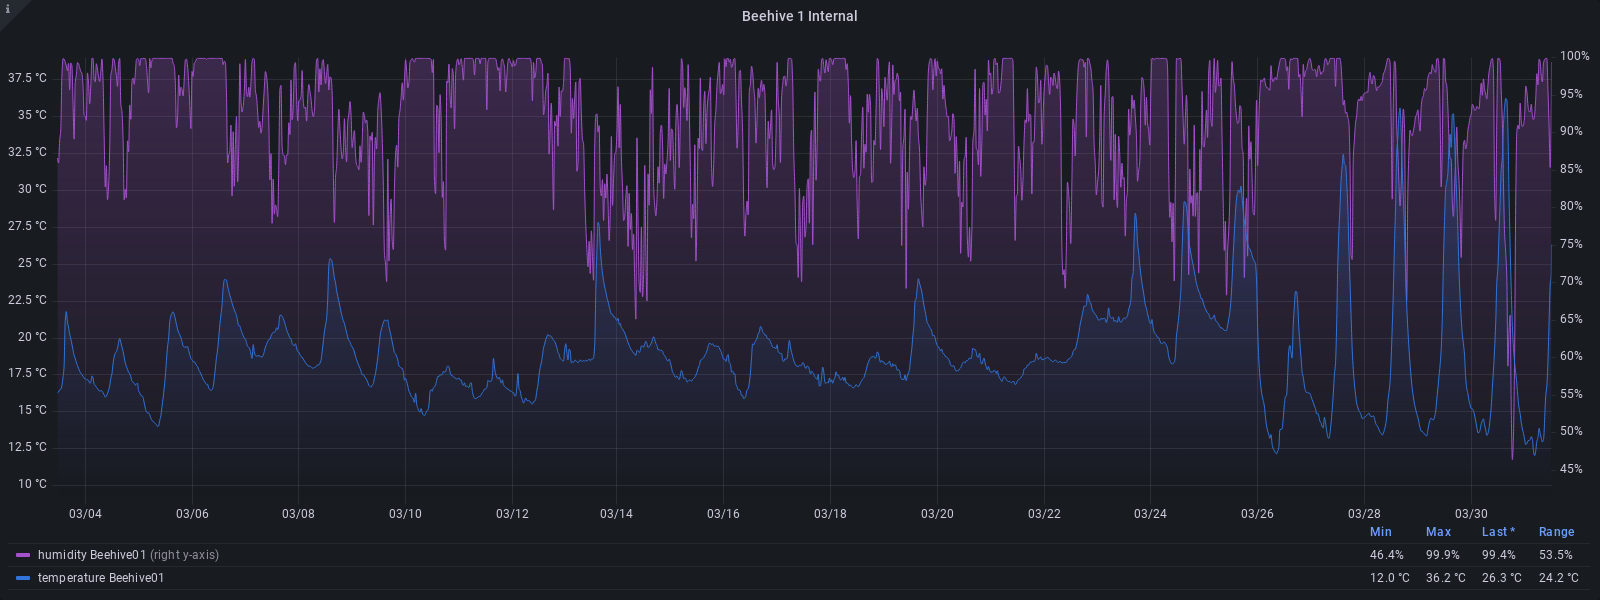 i
Beehive 1 Internal
37.5 °C
35 °C
32.5 °C
30 °C
27.5 °C
25 °C
22.5 °C
20 °C
17.5 °C
15 °C
12.5 °C
10 °C
100%
95%
90%
85%
80%
75%
70%
65%
60%
55%
50%
45%
03/04 03/06 03/08 03/10 03/12 03/14 03/16 03/18 03/20 03/22 03/24 03/26 03/28 03/30
Min Max Last * Range
humidity Beehive01 (right y-axis) 46.4% 99.9% 99.4% 53.5%
temperature Beehive01 12.0 °C 36.2 °C 26.3 °C 24.2 °C